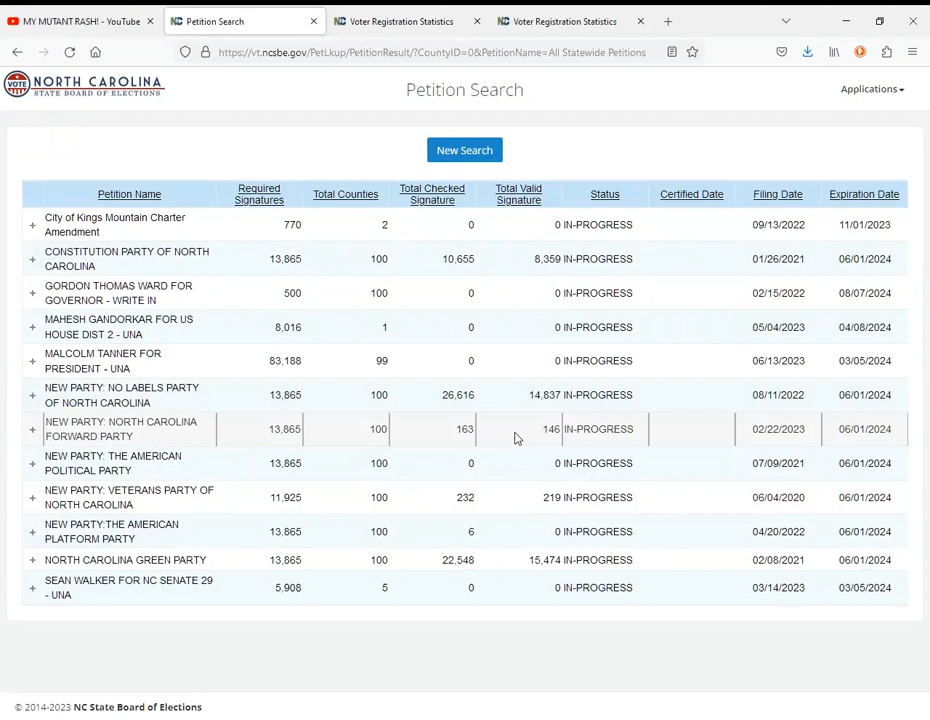 MY MUTANT RASH! - YouTube
Petition Search
Voter Registration Statistics
Voter Registration Statistics
https://vt.ncsbe.gov/PetLkup/PetitionResult/?CountyID=0&PetitionName=All Statewide Petitions
VOTE NORTH CAROLINA
STATE BOARD OF ELECTIONS
Petition Search
Applications
New Search
Petition Name Required Signatures Total Counties Total Checked Signature Total Valid Signature Status Certified Date Filing Date Expiration Date
City of Kings Mountain Charter
Amendment 770 2 0 0 IN-PROGRESS 09/13/2022 11/01/2023
CONSTITUTION PARTY OF NORTH
CAROLINA 13,865 100 10,655 8,359 IN-PROGRESS 01/26/2021 06/01/2024
GORDON THOMAS WARD FOR
GOVERNOR - WRITE IN 500 100 0 0 IN-PROGRESS 02/15/2022 08/07/2024
MAHESH GANDORKAR FOR US
HOUSE DIST 2 - UNA 8,016 1 0 0 IN-PROGRESS 05/04/2023 04/08/2024
MALCOLM TANNER FOR
PRESIDENT - UNA 83,188 99 0 0 IN-PROGRESS 06/13/2023 03/05/2024
NEW PARTY: NO LABELS PARTY
OF NORTH CAROLINA 13,865 100 26,616 14,837 IN-PROGRESS 08/11/2022 06/01/2024
NEW PARTY: NORTH CAROLINA
FORWARD PARTY 13,865 100 163 146 IN-PROGRESS 02/22/2023 06/01/2024
NEW PARTY: THE AMERICAN
POLITICAL PARTY 13,865 100 0 0 IN-PROGRESS 07/09/2021 06/01/2024
NEW PARTY: VETERANS PARTY OF
NORTH CAROLINA 11,925 100 232 219 IN-PROGRESS 06/04/2020 06/01/2024
NEW PARTY:THE AMERICAN
PLATFORM PARTY 13,865 100 6 0 IN-PROGRESS 04/20/2022 06/01/2024
NORTH CAROLINA GREEN PARTY 13,865 100 22,548 15,474 IN-PROGRESS 02/08/2021 06/01/2024
SEAN WALKER FOR NC SENATE 29
- UNA 5,908 5 0 0 IN-PROGRESS 03/14/2023 03/05/2024
© 2014-2023 NC State Board of Elections